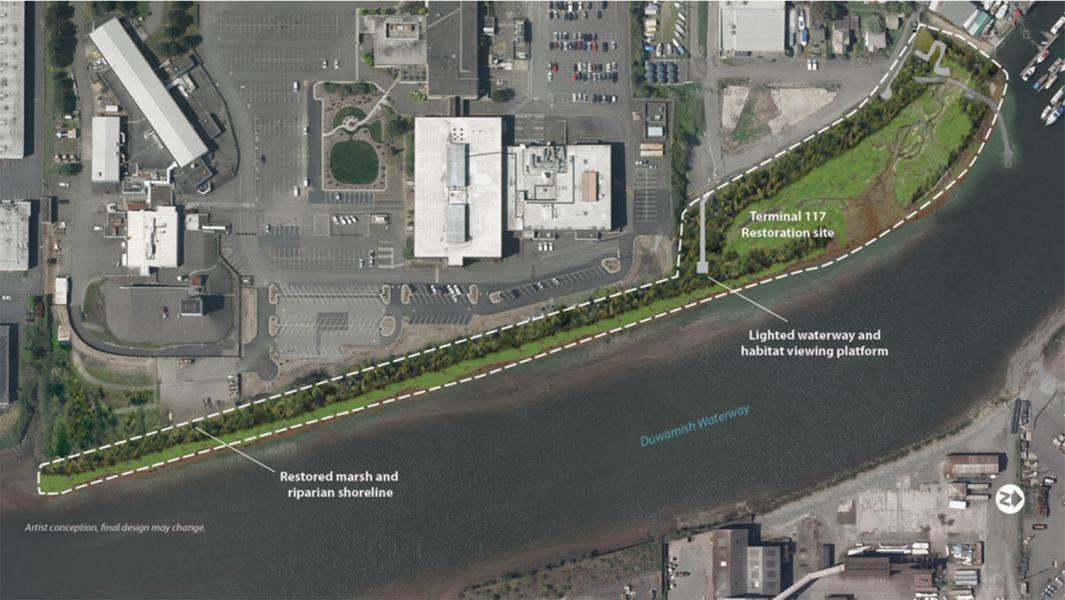 Terminal 117
Restoration site
Lighted waterway and
habitat viewing platform
Duwamish Waterway
Restored marsh and
riparian shoreline
N
Artist conception, final design may change.